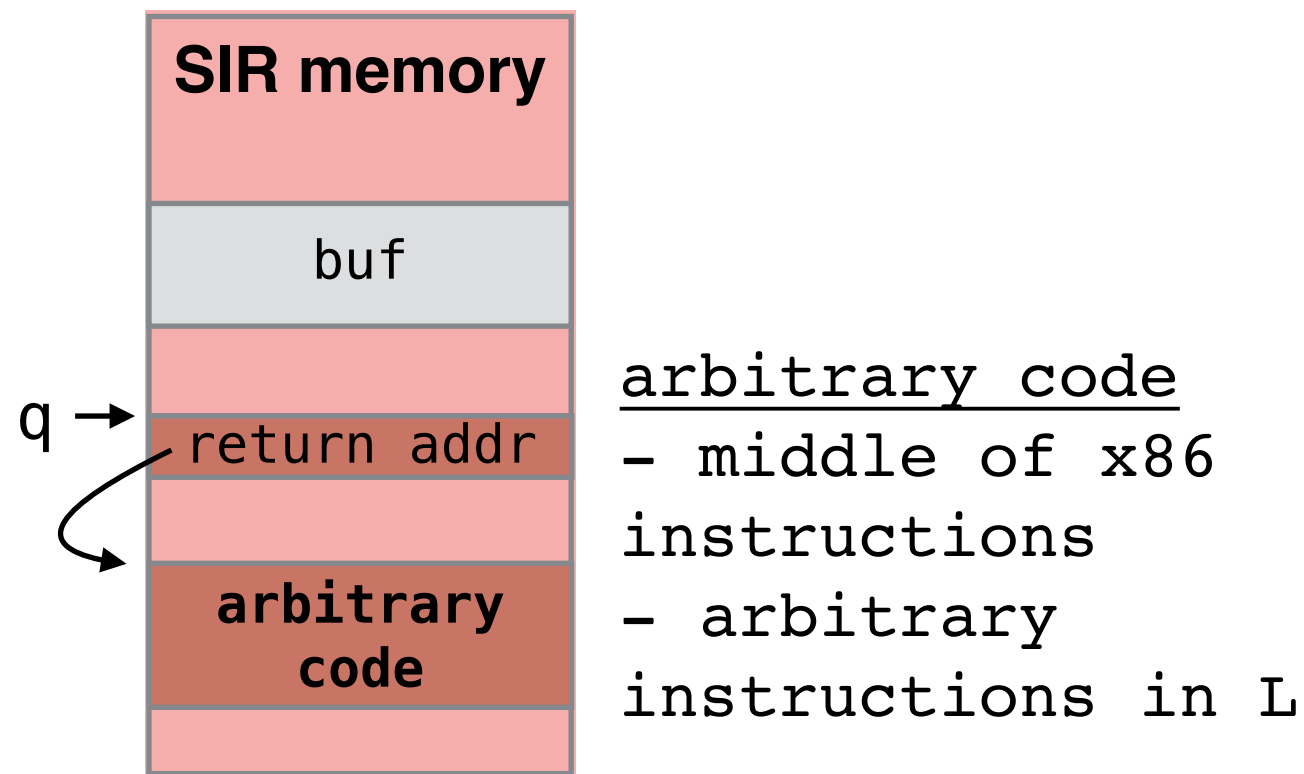 SIR memory
buf
q
return addr
arbitrary
code
arbitrary code
- middle of x86
instructions
- arbitrary
instructions in L